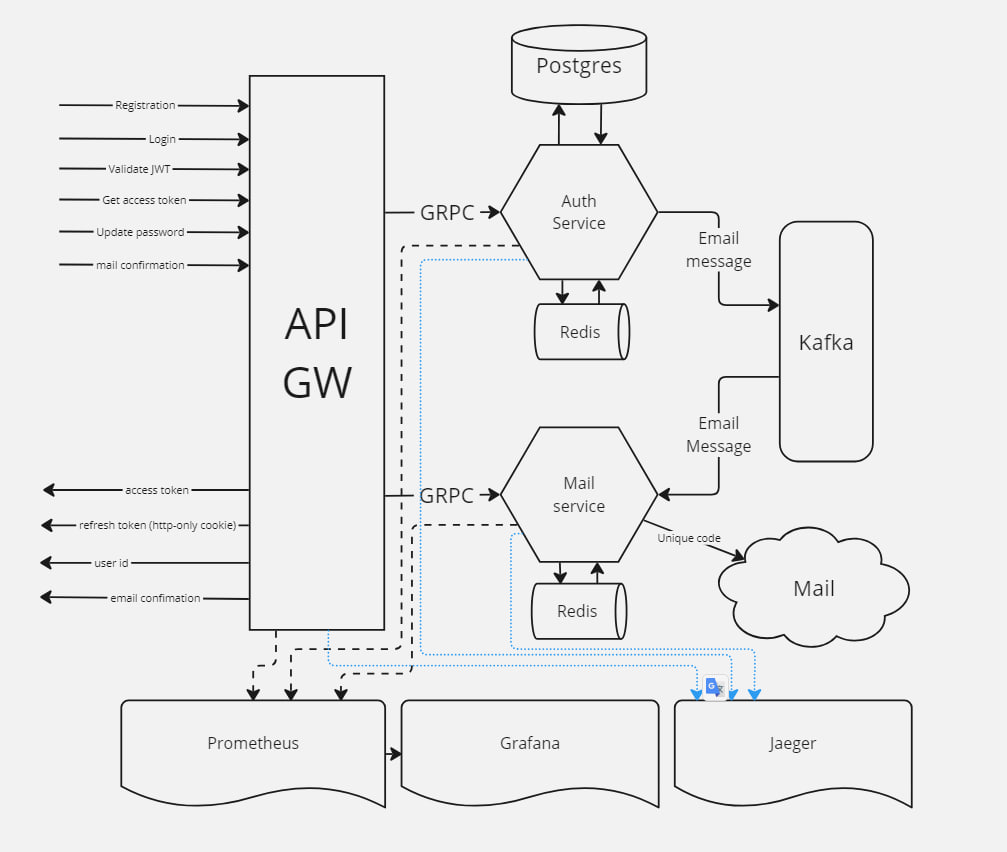 Postgres
Registration
Login
Validate JWT
Get access token
Update password
mail confirmation
API
GW
GRPC
Auth
Service
Email
message
Redis
Kafka
Email
Message
access token
refresh token (http-only cookie)
user id
email confimation
GRPC
Mail
service
Unique code
Redis
Mail
Prometheus
Grafana
Jaeger
G